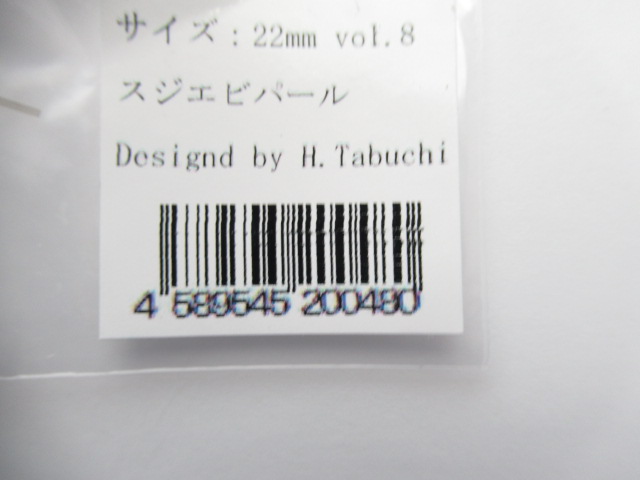 サイズ：22mm vol.8
スジエビパール
Designd by H.Tabuchi
4 589545 200480